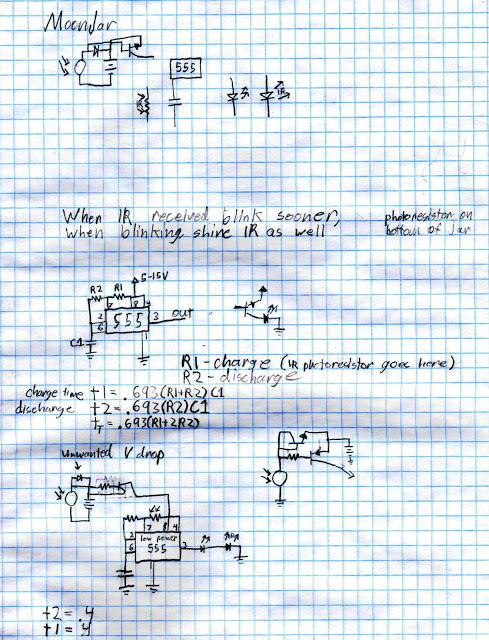 MoonJar
555
IR
IR
When IR received blink sooner,
when blinking shine IR as well
photoresistor on
bottom of jar
5-15V
R2 R1
7 8 4
2
6
555
3 out
C1
R1 - charge (IR photoresistor goes here)
R2 - discharge
charge time t1 = .693(R1+R2)C1
discharge t2 = .693(R2)C1
tT = .693(R1+2R2)
unwanted V drop
7 8 4
2
6
low power
555
3
t2 = .4